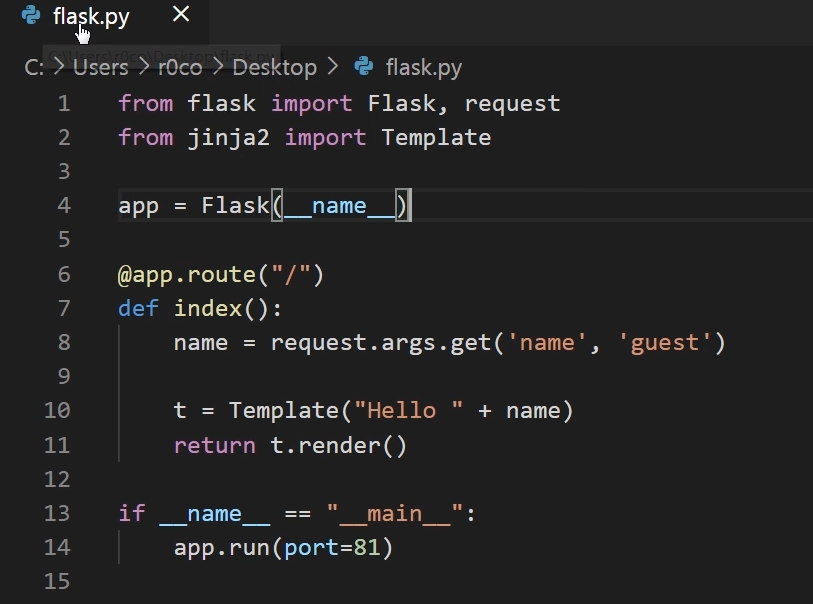 flask.py
C: > Users > r0co > Desktop > flask.py
1 from flask import Flask, request
2 from jinja2 import Template
3
4 app = Flask(__name__)
5
6 @app.route("/")
7 def index():
8     name = request.args.get('name', 'guest')
9
10     t = Template("Hello " + name)
11     return t.render()
12
13 if __name__ == "__main__":
14     app.run(port=81)
15